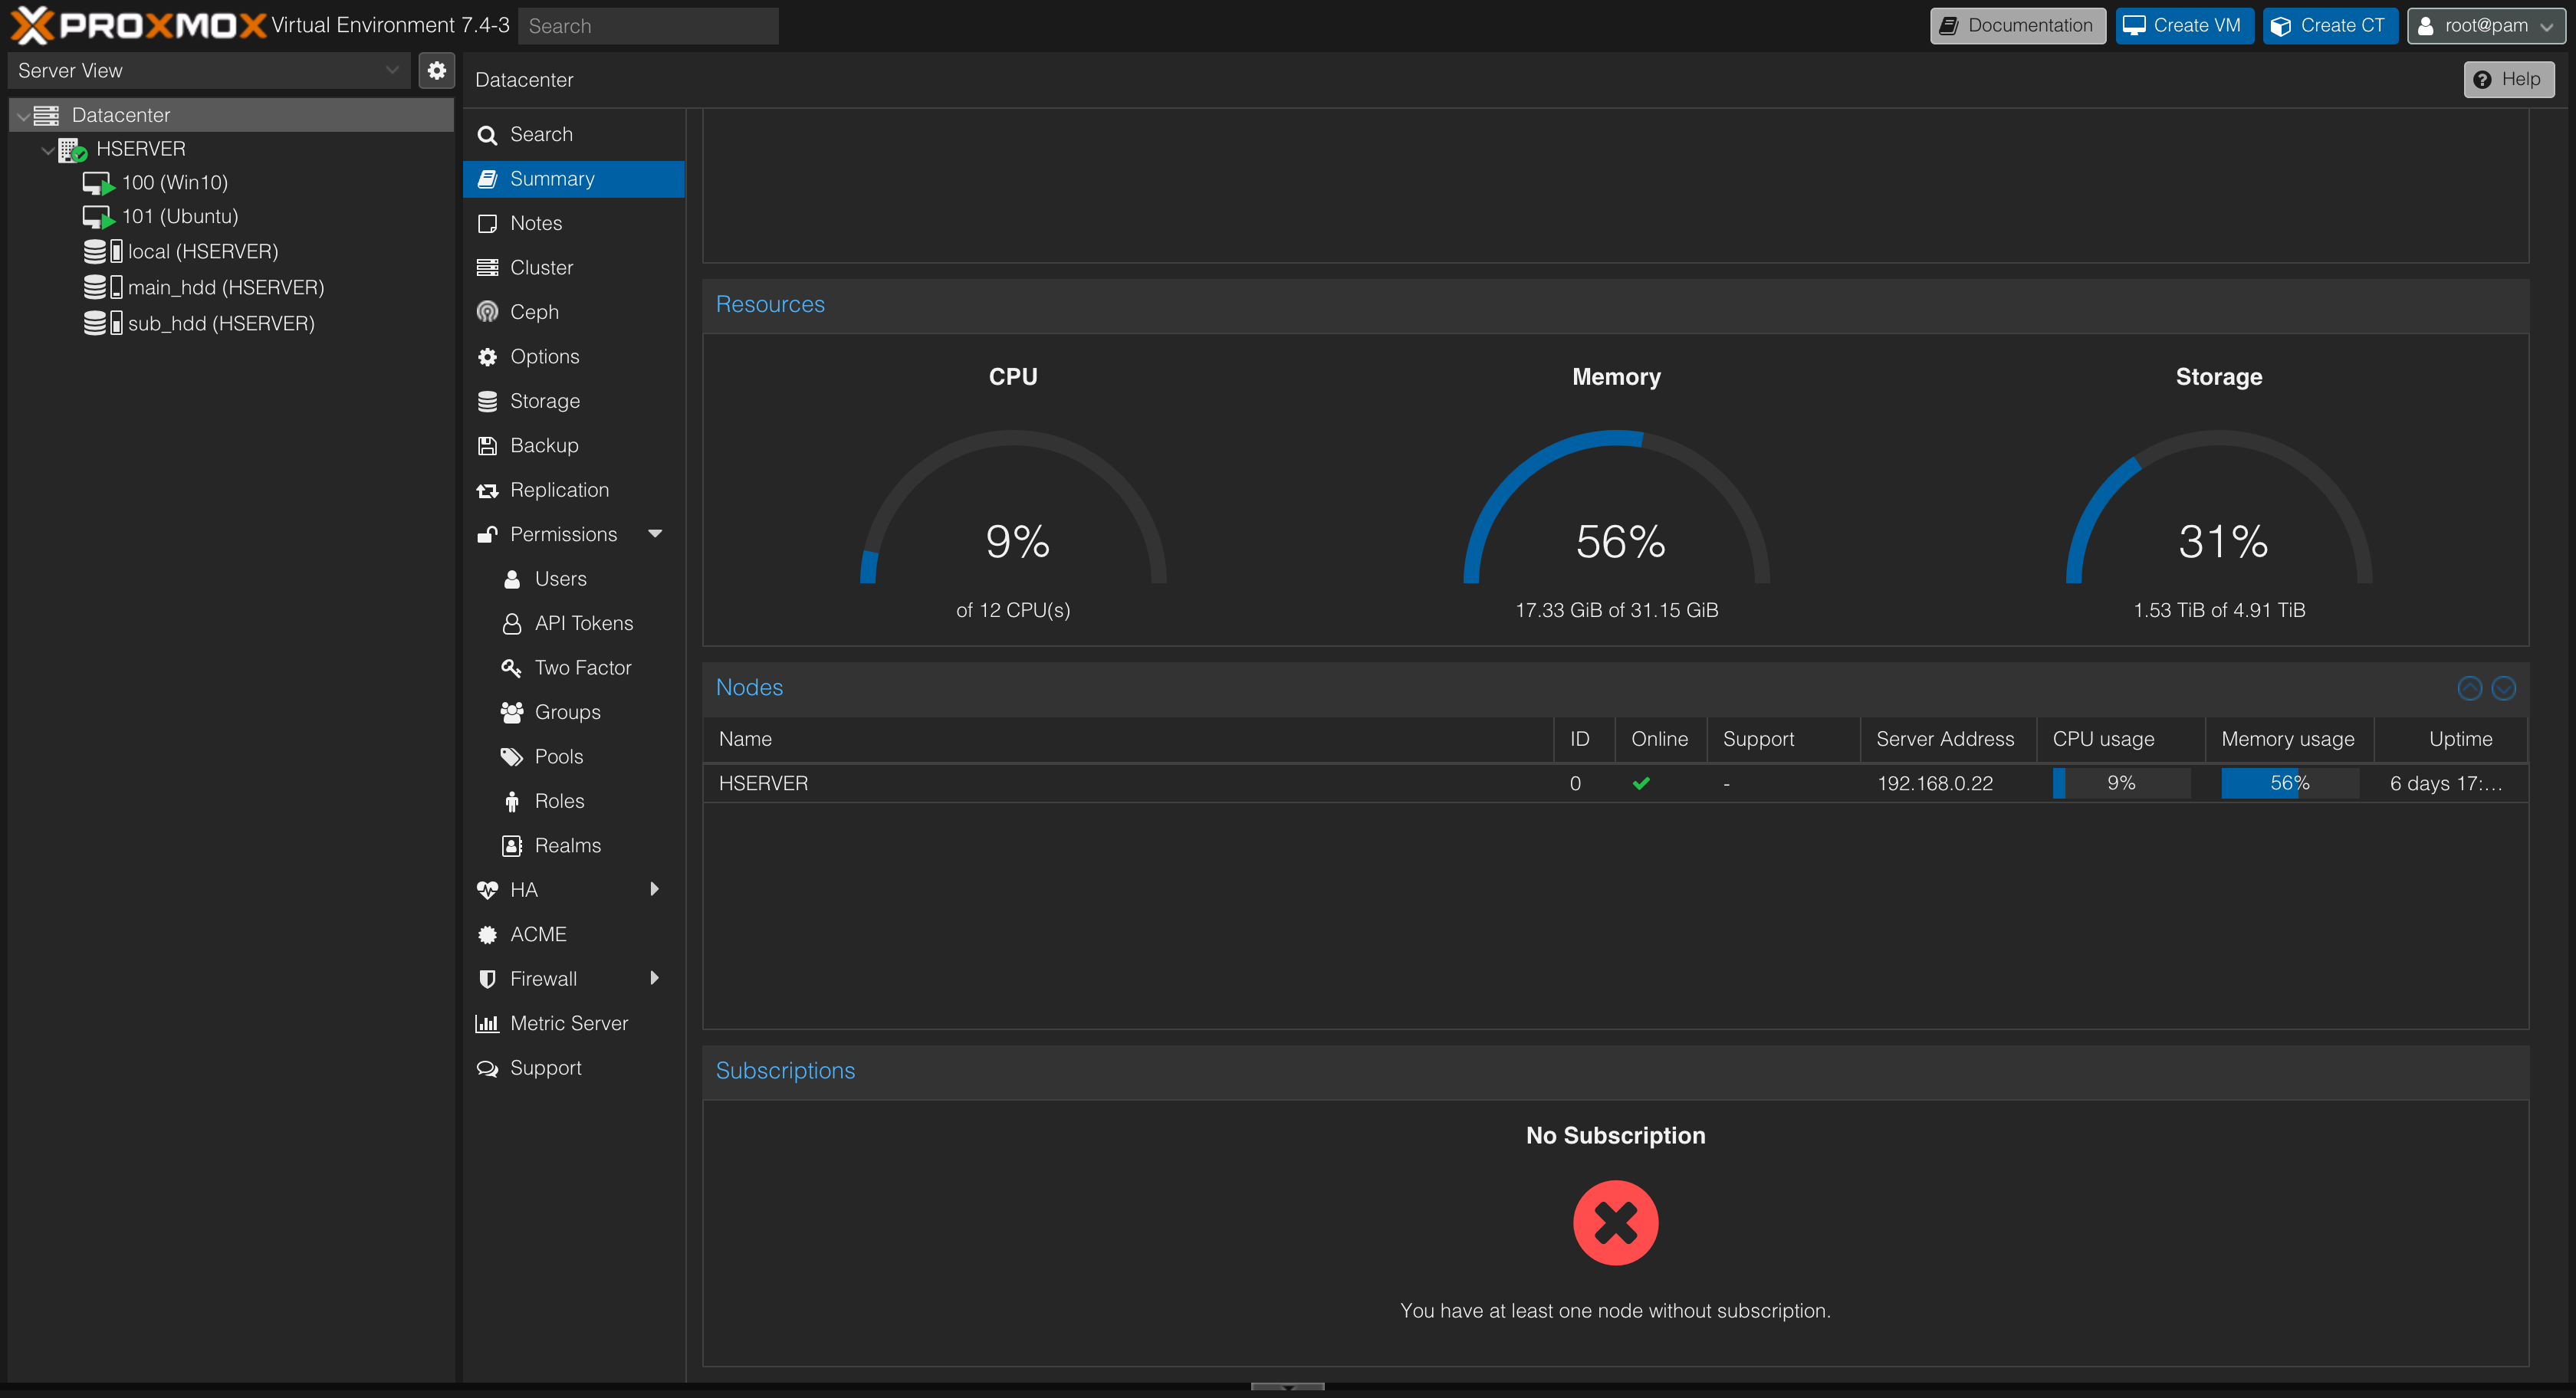 PROXMOX Virtual Environment 7.4-3 Search Documentation Create VM Create CT root@pam
Server View
Datacenter
HSERVER
100 (Win10)
101 (Ubuntu)
local (HSERVER)
main_hdd (HSERVER)
sub_hdd (HSERVER)
Datacenter Help
Search
Summary
Notes
Cluster
Ceph
Options
Storage
Backup
Replication
Permissions
Users
API Tokens
Two Factor
Groups
Pools
Roles
Realms
HA
ACME
Firewall
Metric Server
Support
Resources
CPU Memory Storage
9% 56% 31%
of 12 CPU(s) 17.33 GiB of 31.15 GiB 1.53 TiB of 4.91 TiB
Nodes
Name ID Online Support Server Address CPU usage Memory usage Uptime
HSERVER 0 - 192.168.0.22 9% 56% 6 days 17:...
Subscriptions
No Subscription
You have at least one node without subscription.